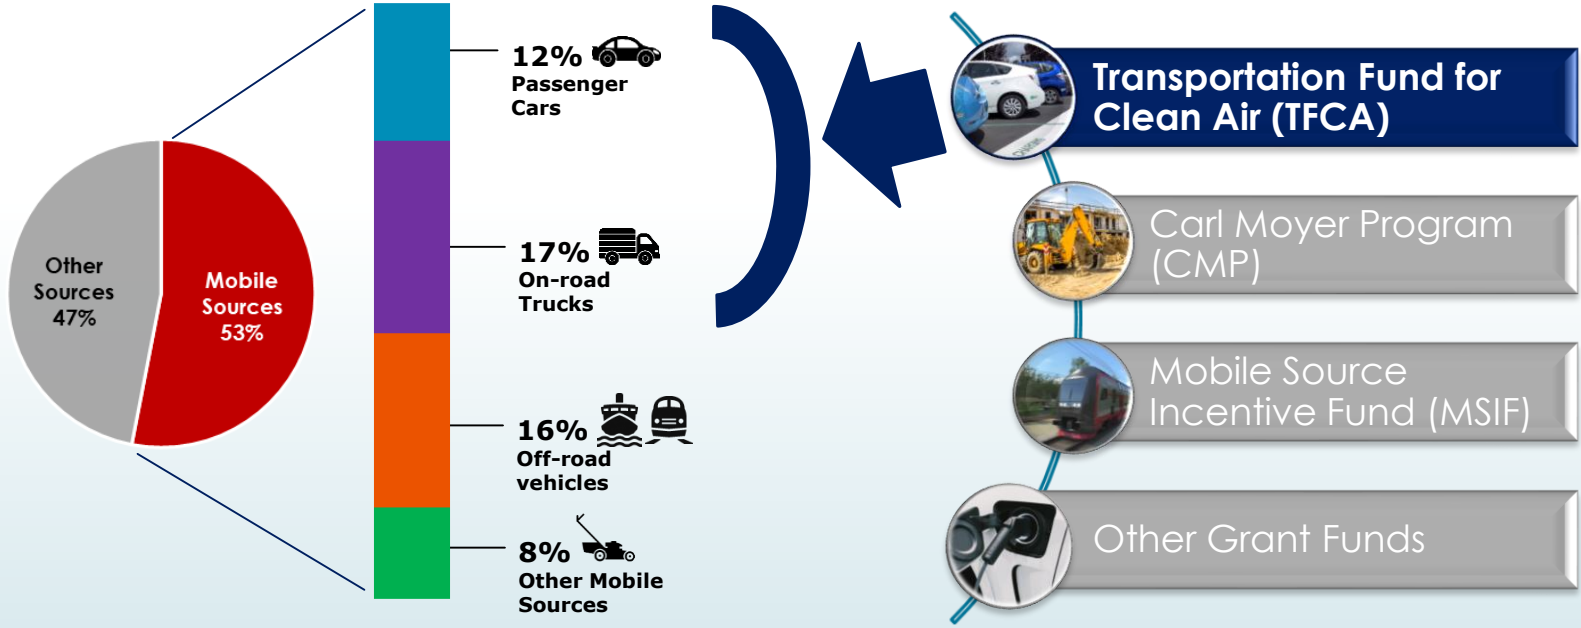 Other
Sources
47%
Mobile
Sources
53%
12%
Passenger
Cars
17%
On-road
Trucks
16%
Off-road
vehicles
8%
Other Mobile
Sources
Transportation Fund for
Clean Air (TFCA)
Carl Moyer Program
(CMP)
Mobile Source
Incentive Fund (MSIF)
Other Grant Funds